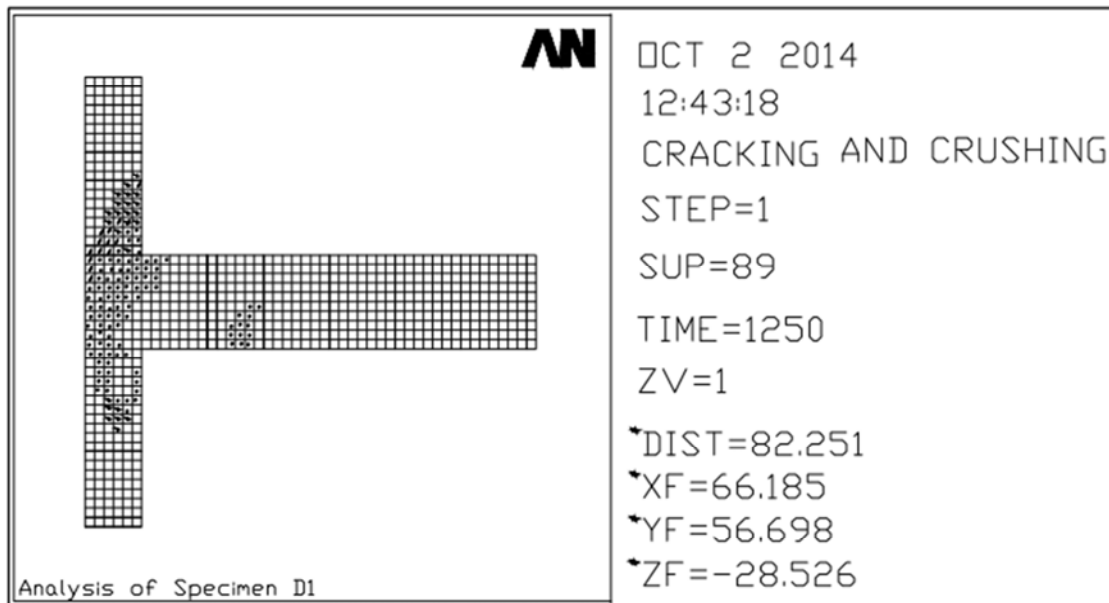 ΛN
OCT 2 2014
12:43:18
CRACKING AND CRUSHING
STEP=1
SUP=89
TIME=1250
ZV=1
*DIST=82.251
*XF=66.185
*YF=56.698
*ZF=-28.526
Analysis of Specimen D1